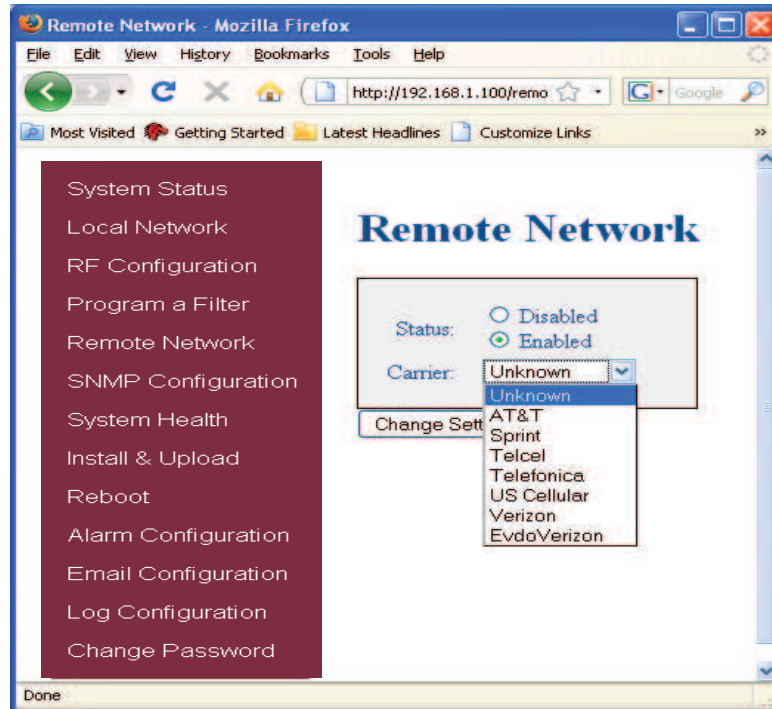 Remote Network - Mozilla Firefox
File Edit View History Bookmarks Tools Help
http://192.168.1.100/remo
Google
Most Visited Getting Started Latest Headlines Customize Links »
System Status
Local Network
RF Configuration
Program a Filter
Remote Network
SNMP Configuration
System Health
Install & Upload
Reboot
Alarm Configuration
Email Configuration
Log Configuration
Change Password
Remote Network
Status:
Disabled
Enabled
Carrier:
Unknown
Unknown
AT&T
Sprint
Telcel
Telefonica
US Cellular
Verizon
EvdoVerizon
Change Sett
Done